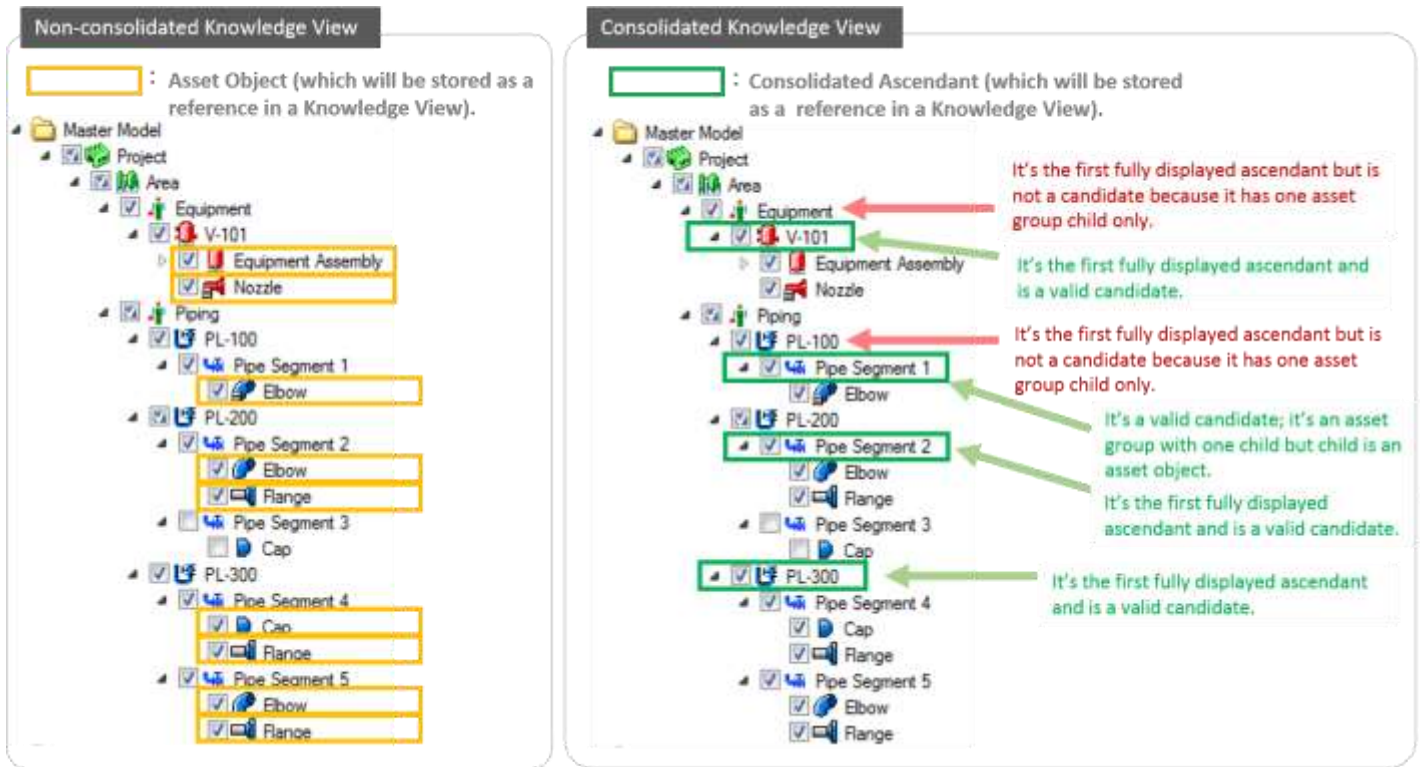 Non-consolidated Knowledge View
: Asset Object (which will be stored as a
reference in a Knowledge View).
Master Model
Project
Area
Equipment
V-101
Equipment Assembly
Nozzle
Piping
PL-100
Pipe Segment 1
Elbow
PL-200
Pipe Segment 2
Elbow
Flange
Pipe Segment 3
Cap
PL-300
Pipe Segment 4
Cap
Flange
Pipe Segment 5
Elbow
Flange
Consolidated Knowledge View
: Consolidated Ascendant (which will be stored
as a reference in a Knowledge View).
Master Model
Project
Area
Equipment
V-101
Equipment Assembly
Nozzle
Piping
PL-100
Pipe Segment 1
Elbow
PL-200
Pipe Segment 2
Elbow
Flange
Pipe Segment 3
Cap
PL-300
Pipe Segment 4
Cap
Flange
Pipe Segment 5
Elbow
Flange
It's the first fully displayed ascendant but is
not a candidate because it has one asset
group child only.
It's the first fully displayed ascendant and
is a valid candidate.
It's the first fully displayed ascendant but is
not a candidate because it has one asset
group child only.
It's a valid candidate; it's an asset
group with one child but child is an
asset object.
It's the first fully displayed
ascendant and is a valid candidate.
It's the first fully displayed ascendant
and is a valid candidate.